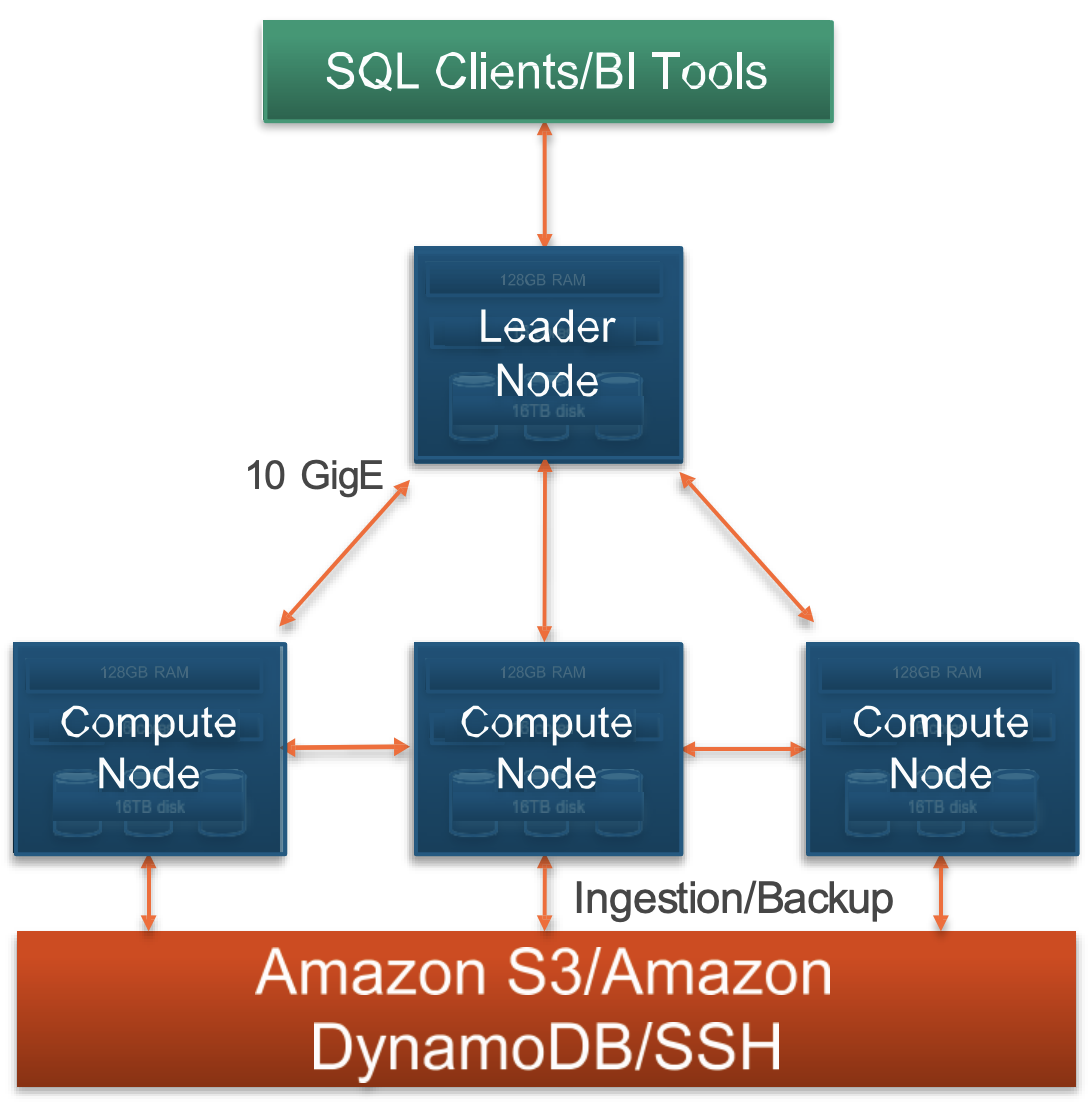 SQL Clients/BI Tools
128GB RAM
Leader
Node
16TB disk
10 GigE
128GB RAM
Compute
Node
16TB disk
128GB RAM
Compute
Node
16TB disk
128GB RAM
Compute
Node
16TB disk
Ingestion/Backup
Amazon S3/Amazon
DynamoDB/SSH